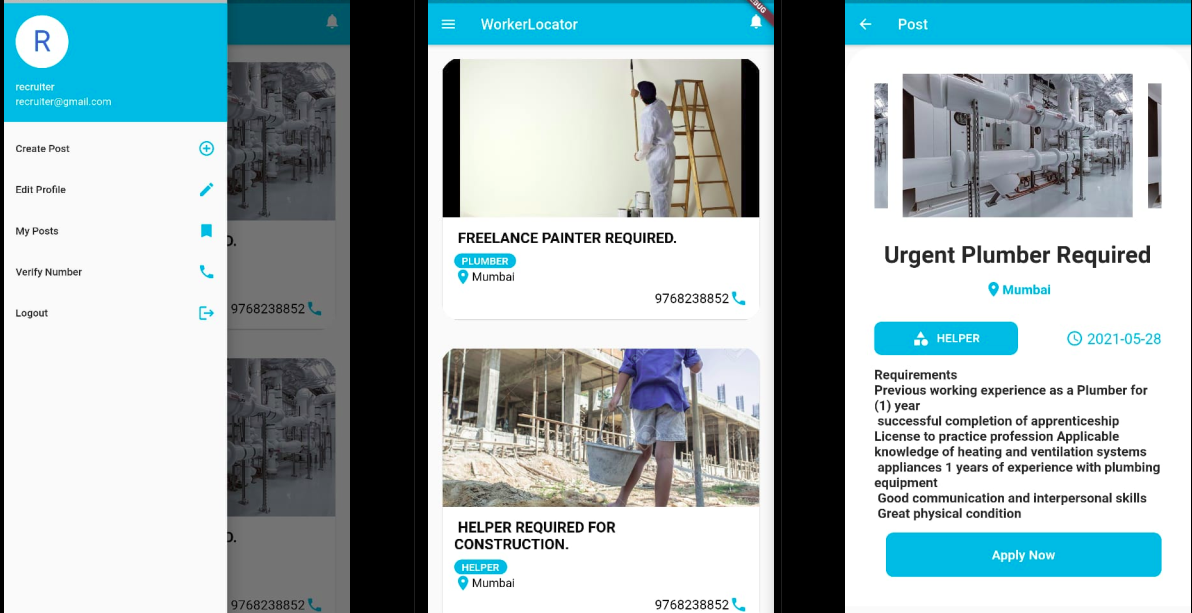 R
recruiter
recruiter@gmail.com
Create Post
Edit Profile
My Posts
Verify Number
Logout
D.
9768238852
D.
9768238852
WorkerLocator
FREELANCE PAINTER REQUIRED.
PLUMBER
Mumbai
9768238852
HELPER REQUIRED FOR
CONSTRUCTION.
HELPER
Mumbai
9768238852
Post
Urgent Plumber Required
Mumbai
HELPER
2021-05-28
Requirements
Previous working experience as a Plumber for
(1) year
successful completion of apprenticeship
License to practice profession Applicable
knowledge of heating and ventilation systems
appliances 1 years of experience with plumbing
equipment
Good communication and interpersonal skills
Great physical condition
Apply Now